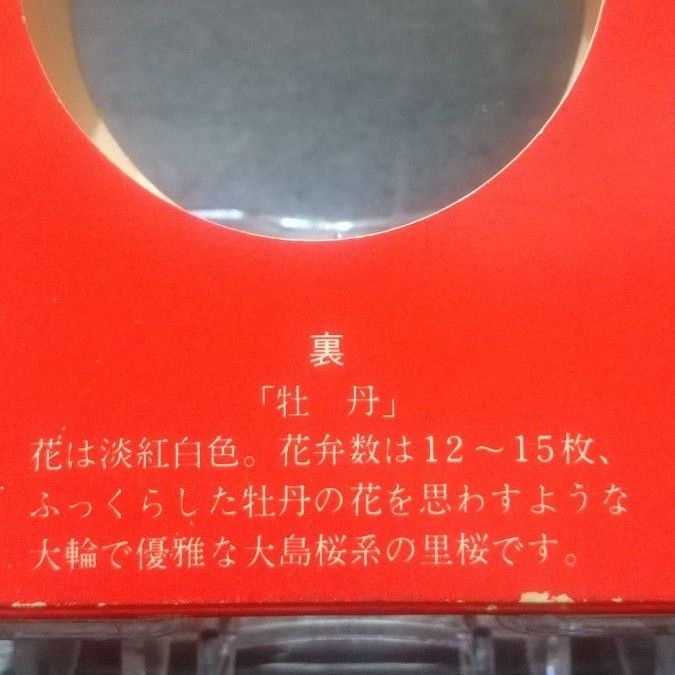 裏
「牡　丹」
花は淡紅白色。花弁数は12～15枚、
ふっくらした牡丹の花を思わすような
大輪で優雅な大島桜系の里桜です。